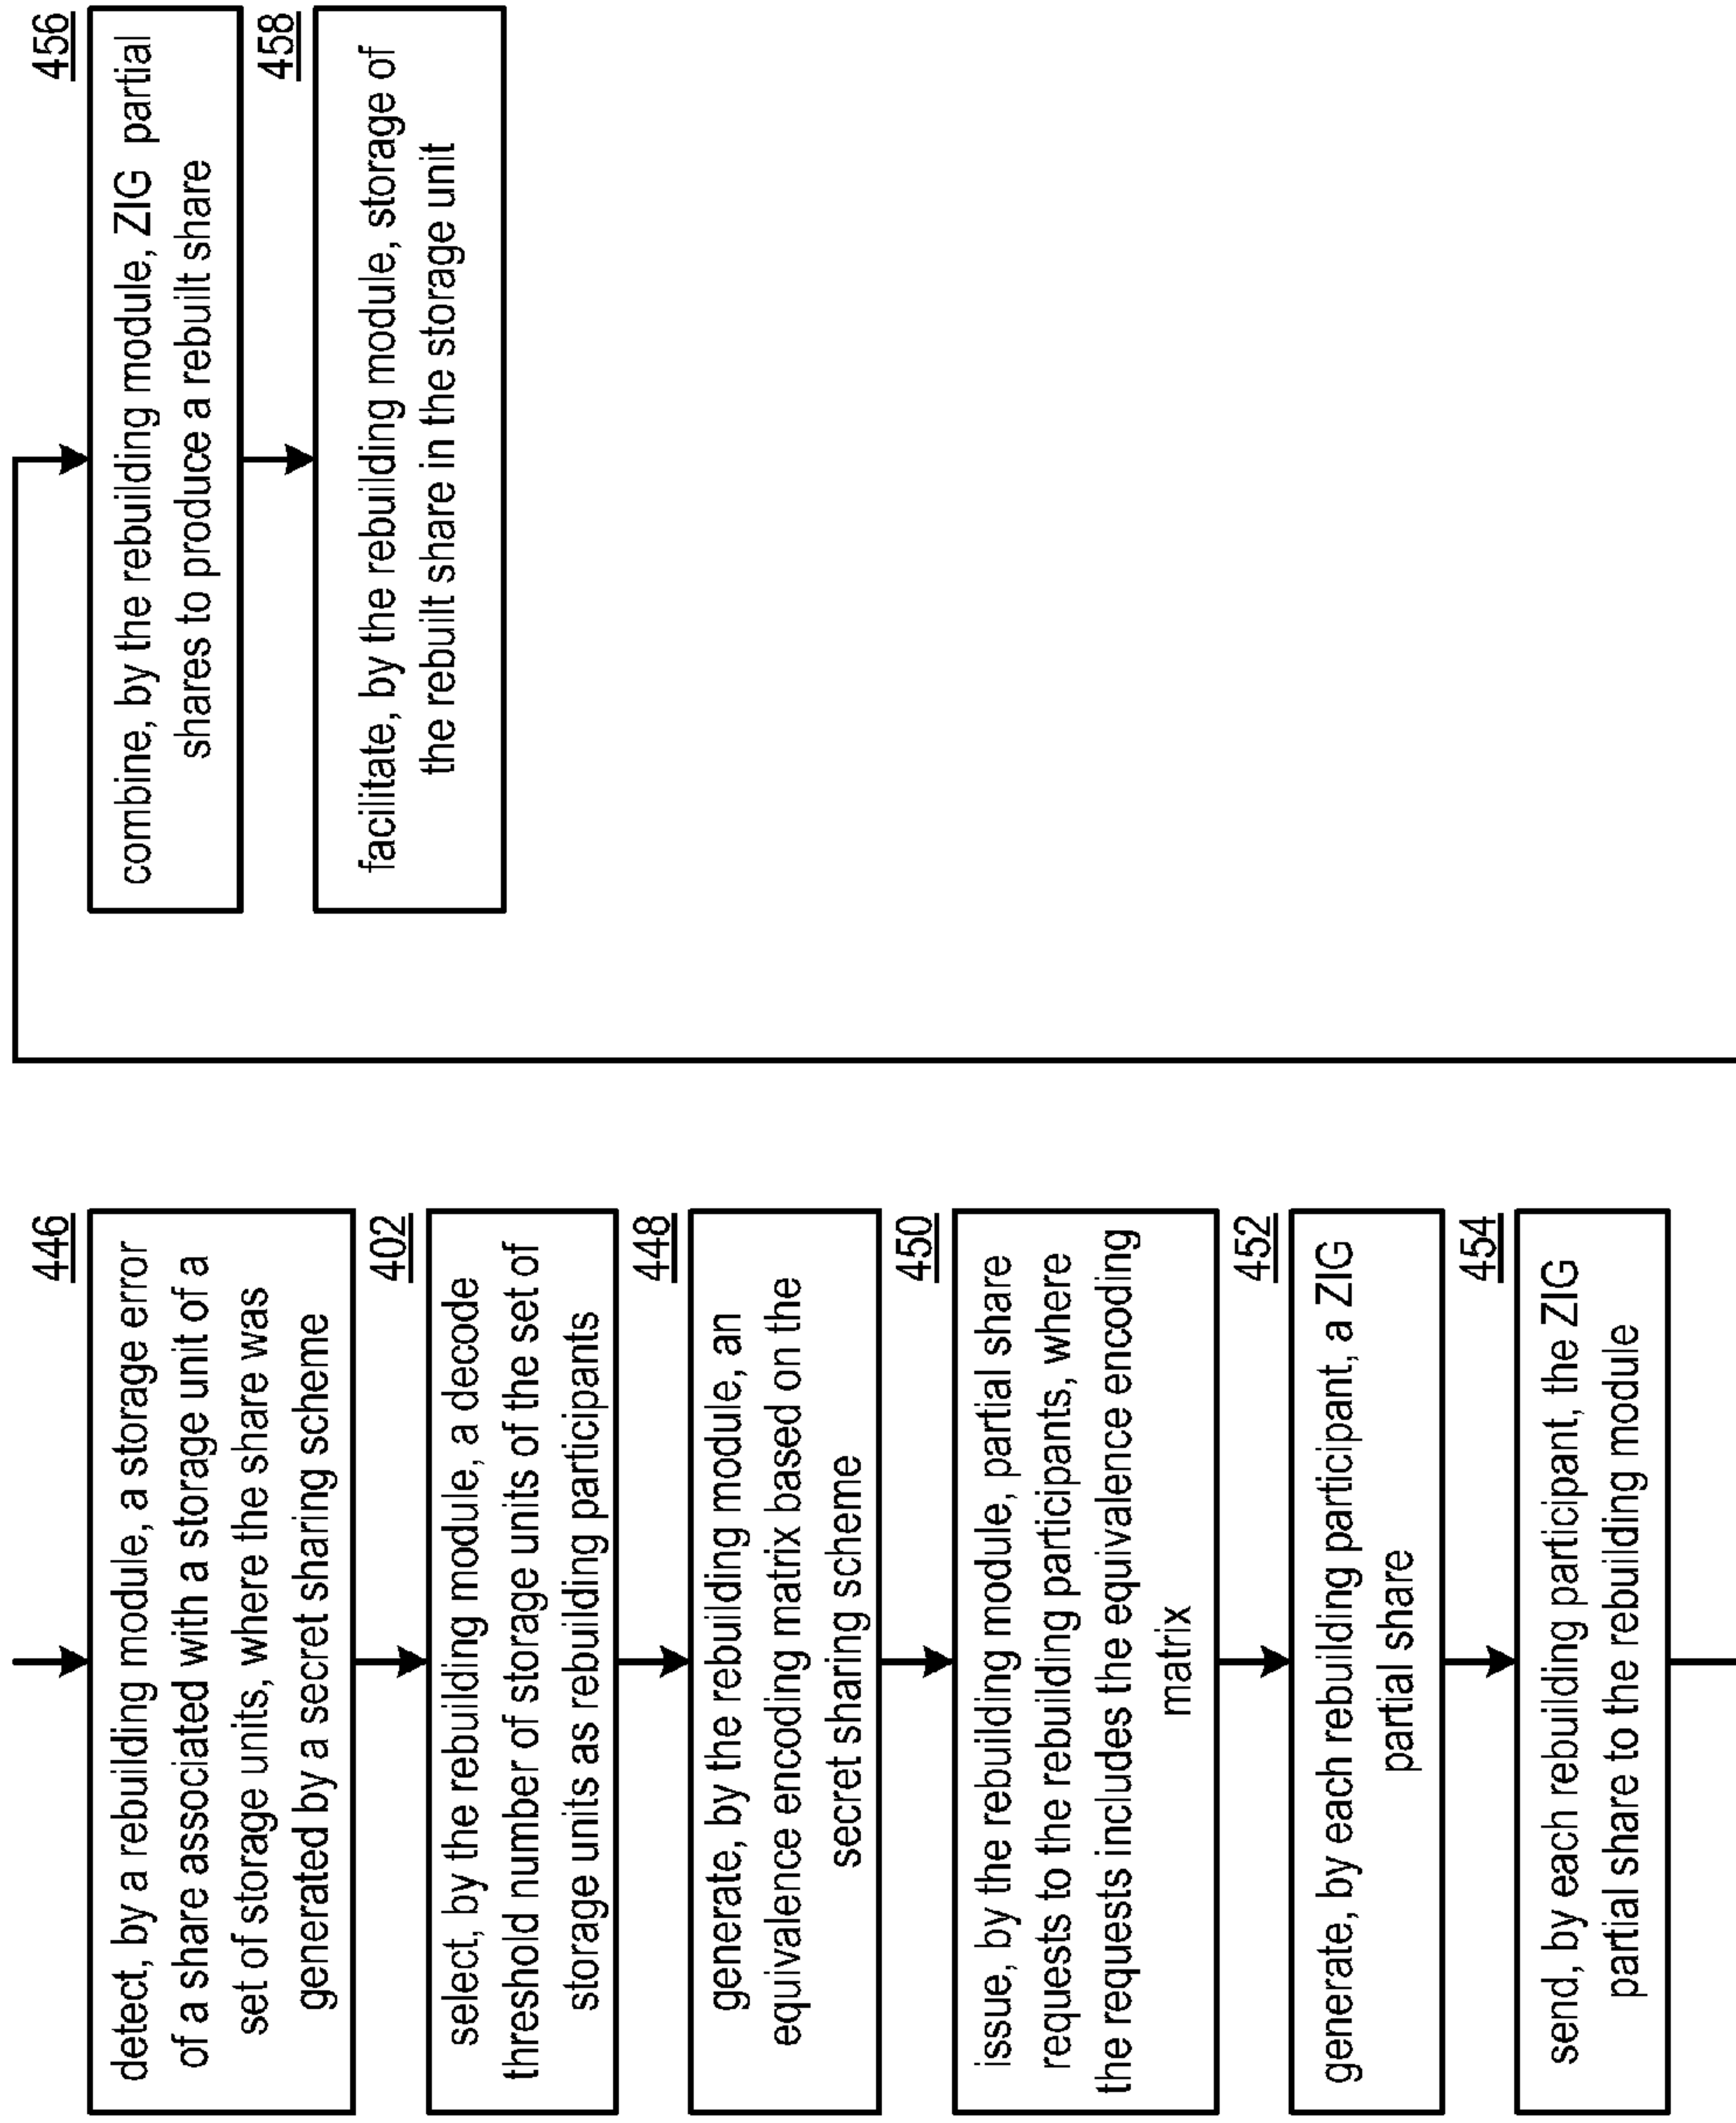 446
detect, by a rebuilding module, a storage error
of a share associated with a storage unit of a
set of storage units, where the share was
generated by a secret sharing scheme
402
select, by the rebuilding module, a decode
threshold number of storage units of the set of
storage units as rebuilding participants
448
generate, by the rebuilding module, an
equivalence encoding matrix based on the
secret sharing scheme
450
issue, by the rebuilding module, partial share
requests to the rebuilding participants, where
the requests includes the equivalence encoding
matrix
452
generate, by each rebuilding participant, a ZIG
partial share
454
send, by each rebuilding participant, the ZIG
partial share to the rebuilding module
456
combine, by the rebuilding module, ZIG partial
shares to produce a rebuilt share
458
facilitate, by the rebuilding module, storage of
the rebuilt share in the storage unit